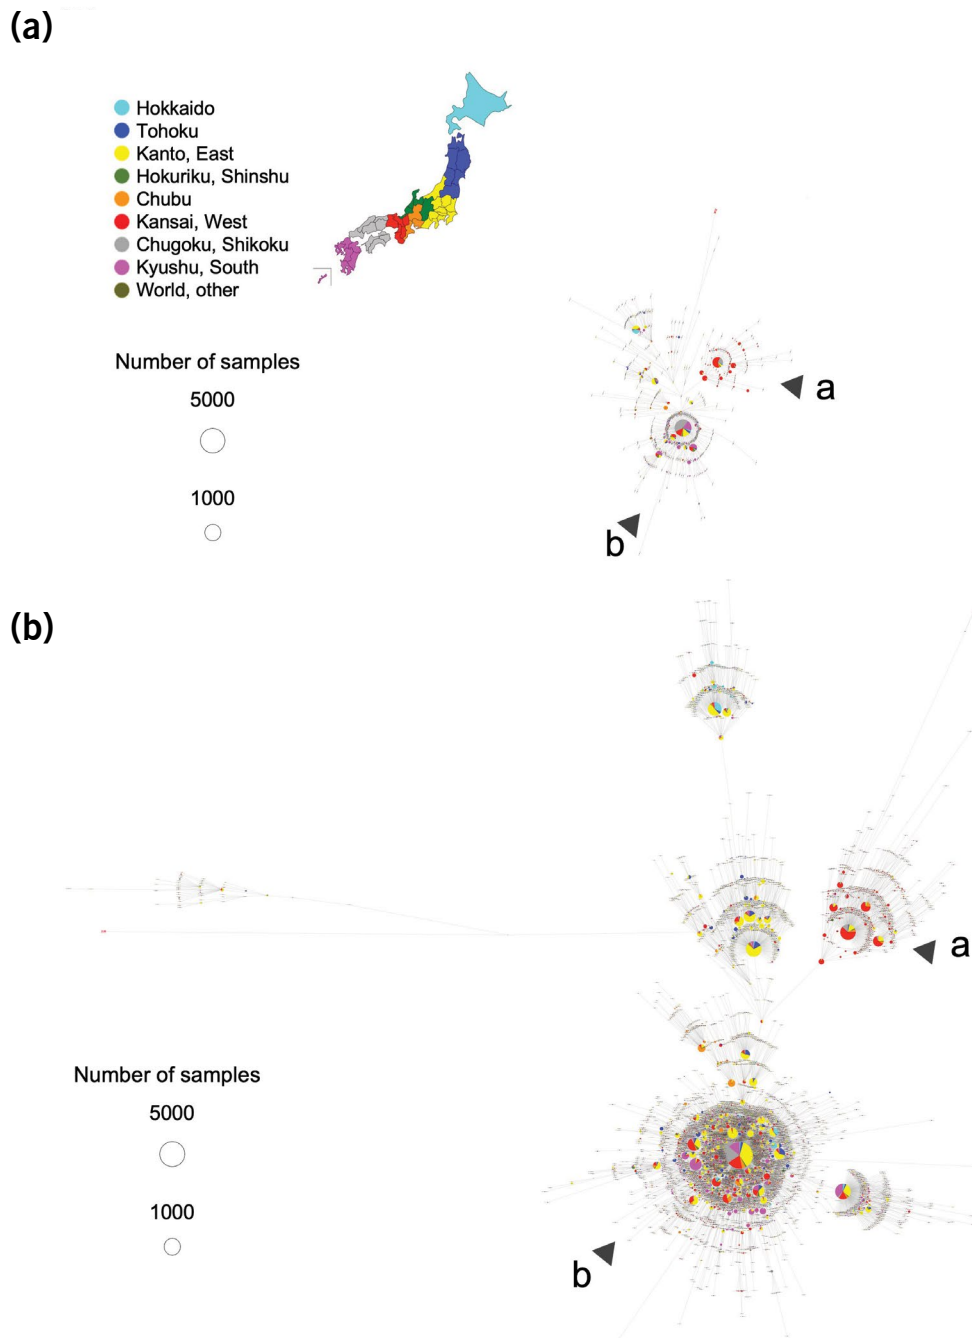 (a)
Hokkaido
Tohoku
Kanto, East
Hokuriku, Shinshu
Chubu
Kansai, West
Chugoku, Shikoku
Kyushu, South
World, other
Number of samples
5000
1000
a
b
(b)
a
Number of samples
5000
1000
b